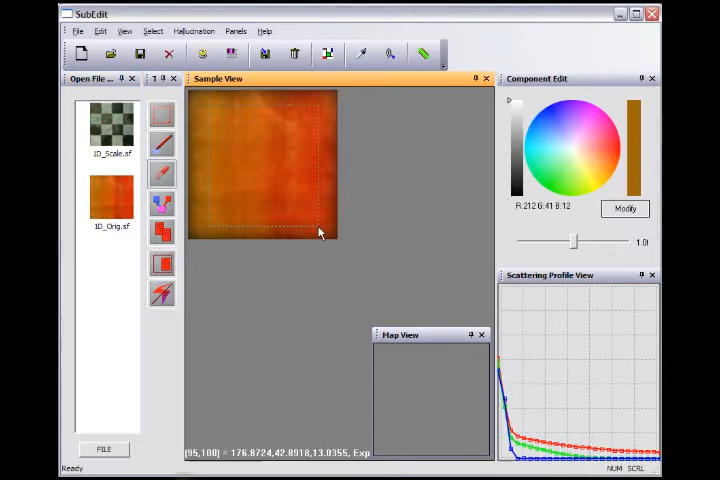 SubEdit
File Edit View Select Hallucination Panels Help
Open File ...
Sample View
Component Edit
1D_Scale.sf
1D_Orig.sf
R:212 G:41 B:12
Modify
1.0f
Scattering Profile View
Map View
FILE
(95,100) = 176.8724,42.8918,13.0355, Exp
Ready
NUM SCRL